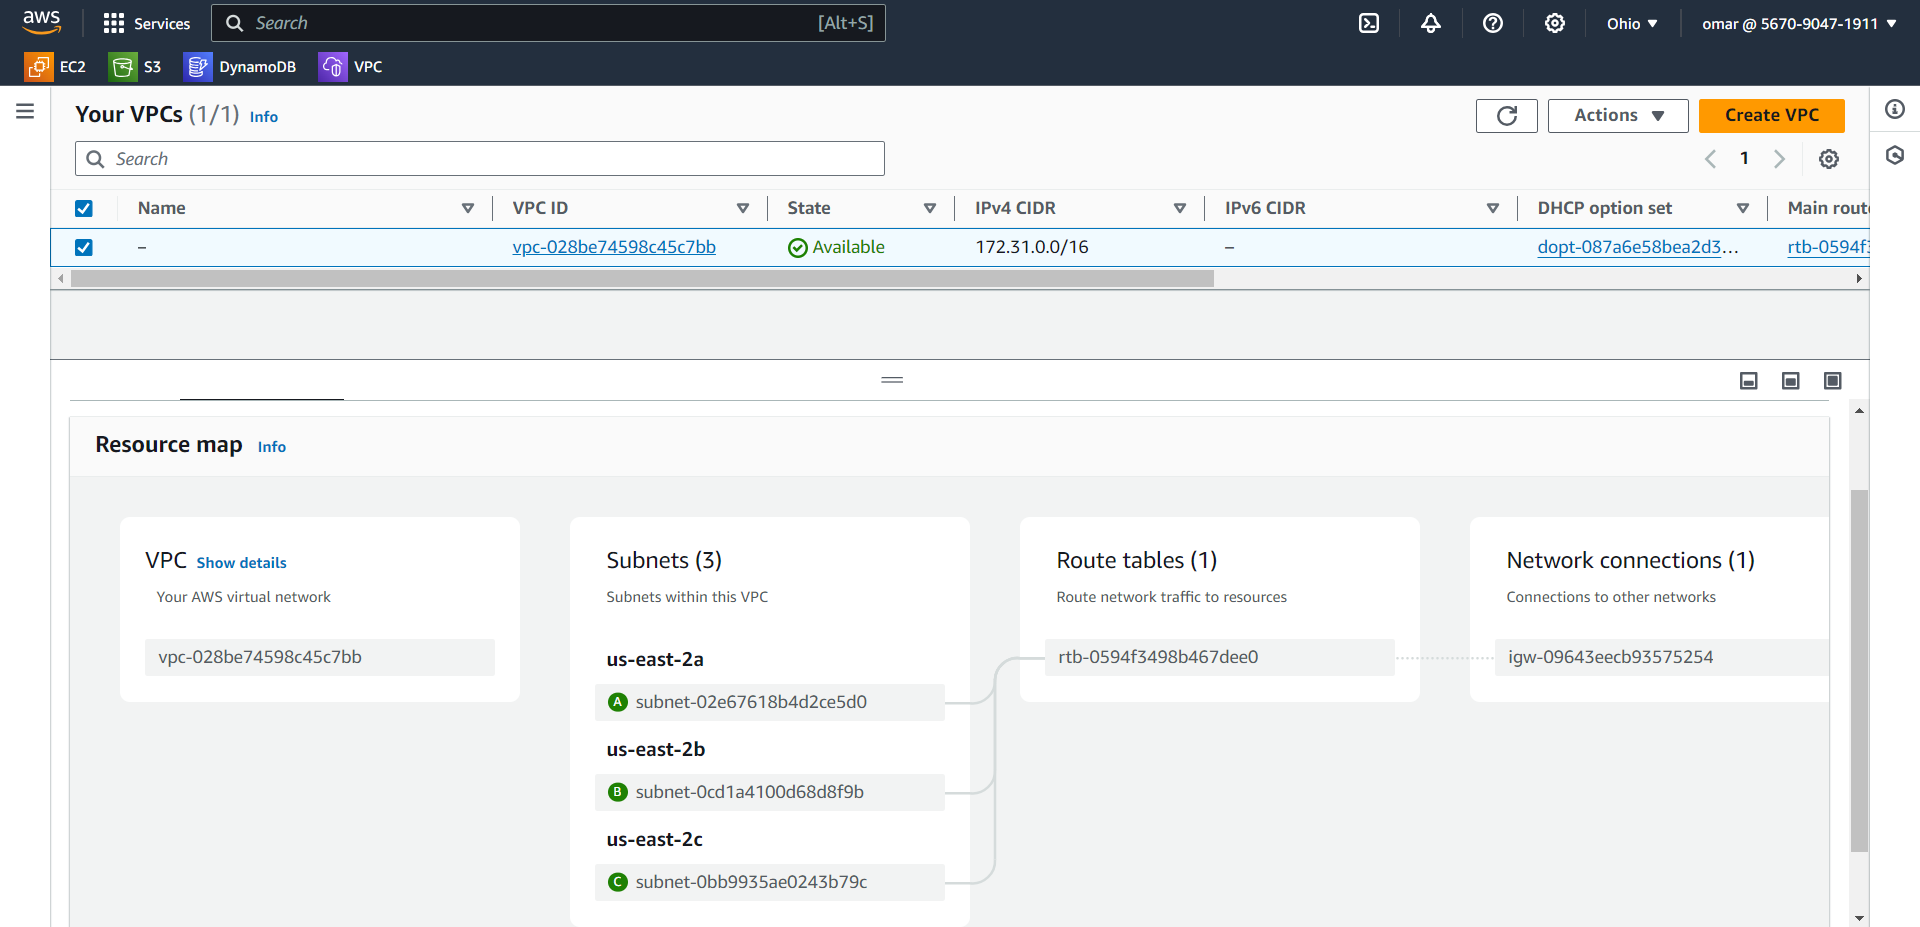 aws Services Search [Alt+S] Ohio omar @ 5670-9047-1911
EC2 S3 DynamoDB VPC
Your VPCs (1/1) Info Actions Create VPC
Search 1
Name VPC ID State IPv4 CIDR IPv6 CIDR DHCP option set Main route
– vpc-028be74598c45c7bb Available 172.31.0.0/16 – dopt-087a6e58bea2d3... rtb-0594f3
Resource map Info
VPC Show details
Your AWS virtual network
vpc-028be74598c45c7bb
Subnets (3)
Subnets within this VPC
us-east-2a
A subnet-02e67618b4d2ce5d0
us-east-2b
B subnet-0cd1a4100d68d8f9b
us-east-2c
C subnet-0bb9935ae0243b79c
Route tables (1)
Route network traffic to resources
rtb-0594f3498b467dee0
Network connections (1)
Connections to other networks
igw-09643eecb93575254